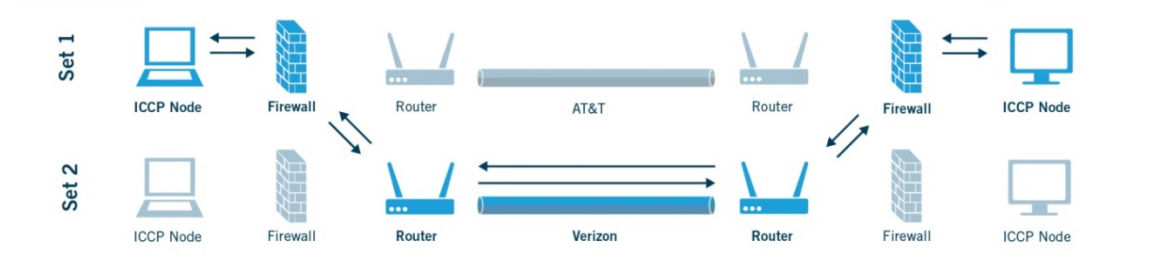 Set 1
ICCP Node
Firewall
Router
AT&T
Router
Firewall
ICCP Node
Set 2
ICCP Node
Firewall
Router
Verizon
Router
Firewall
ICCP Node